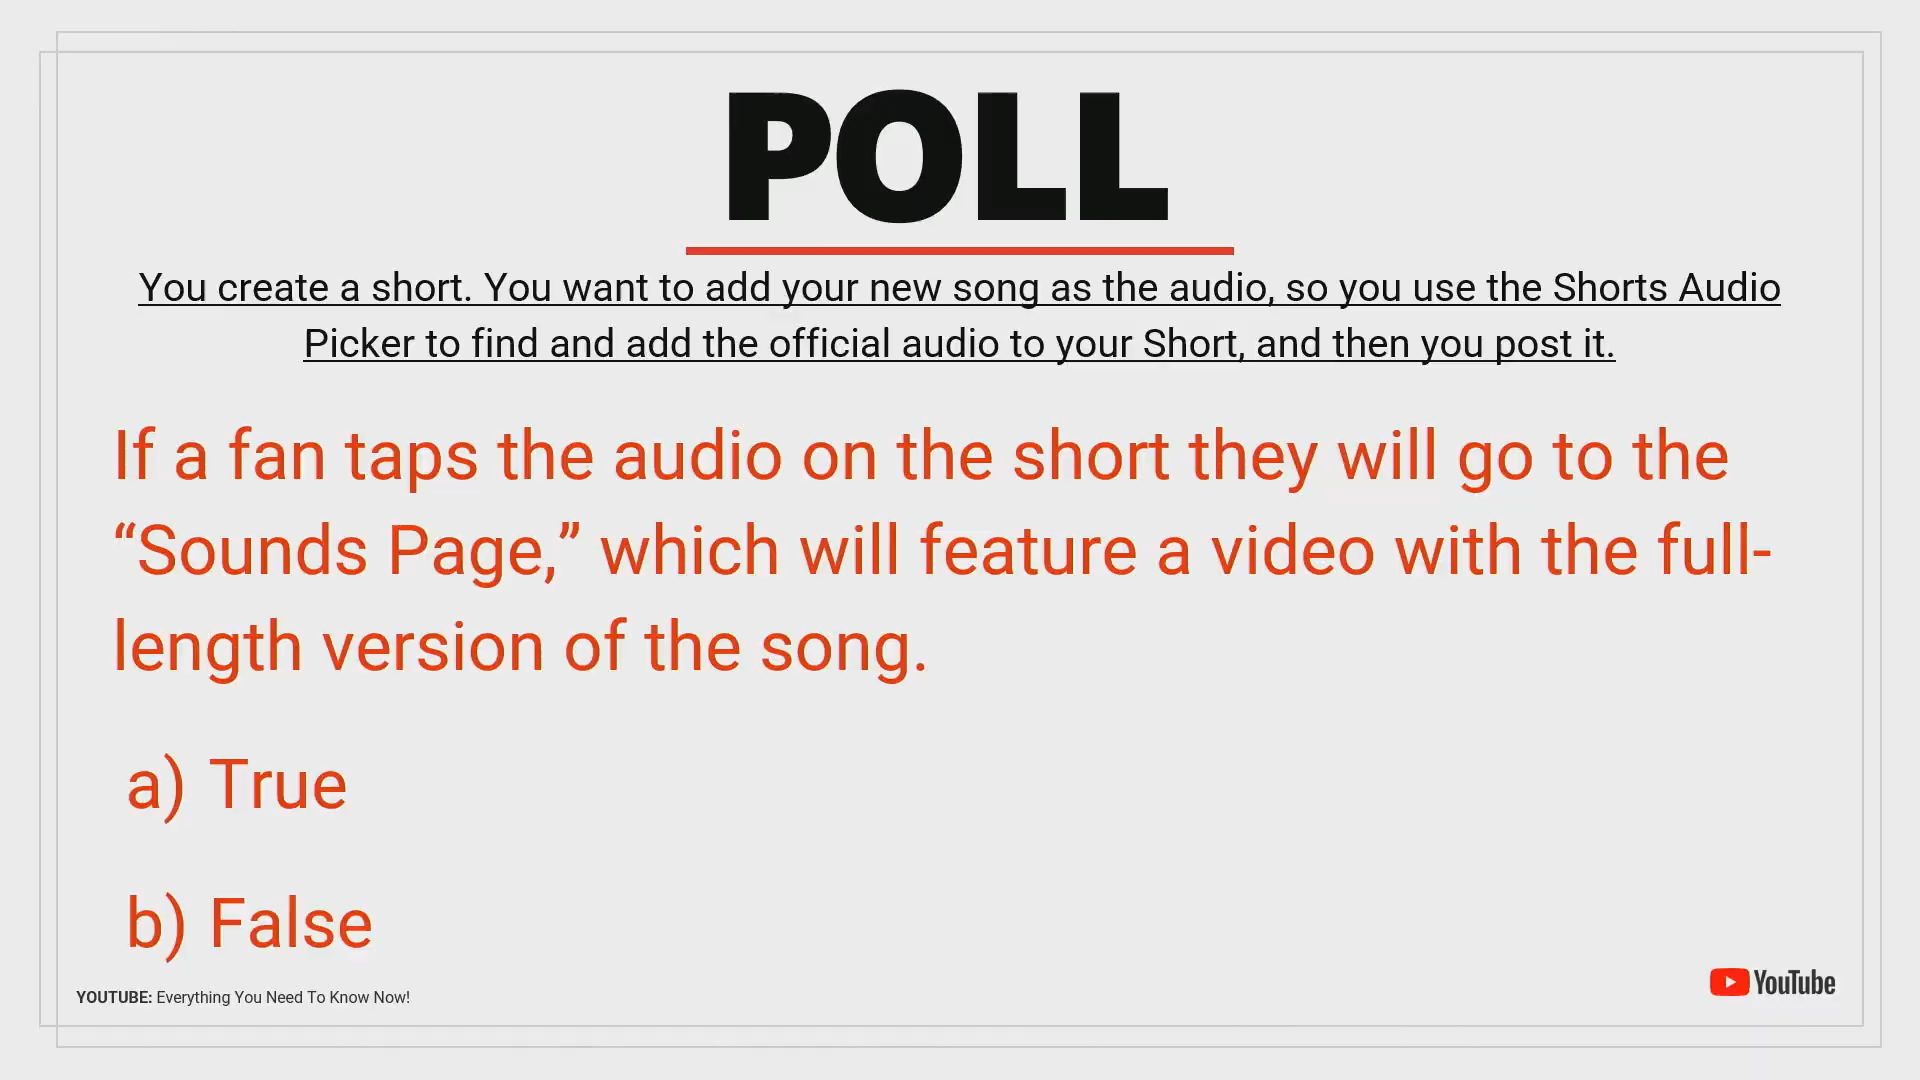 POLL
You create a short. You want to add your new song as the audio, so you use the Shorts Audio
Picker to find and add the official audio to your Short, and then you post it.
If a fan taps the audio on the short they will go to the
“Sounds Page,” which will feature a video with the full-
length version of the song.
a) True
b) False
YOUTUBE: Everything You Need To Know Now!
YouTube